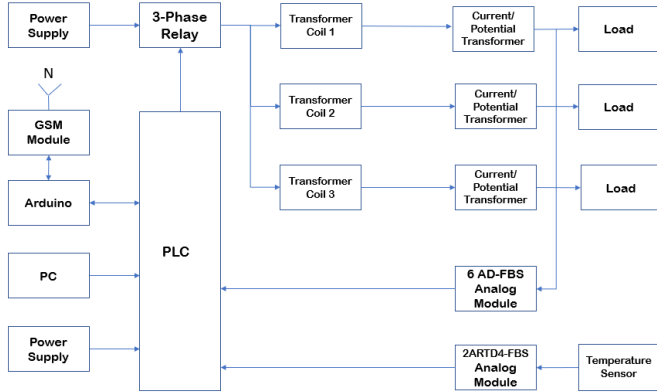 Power
Supply
3-Phase
Relay
Transformer
Coil 1
Current/
Potential
Transformer
Load
N
GSM
Module
Transformer
Coil 2
Current/
Potential
Transformer
Load
Arduino
Transformer
Coil 3
Current/
Potential
Transformer
Load
PLC
PC
6 AD-FBS
Analog
Module
Power
Supply
2ARTD4-FBS
Analog
Module
Temperature
Sensor